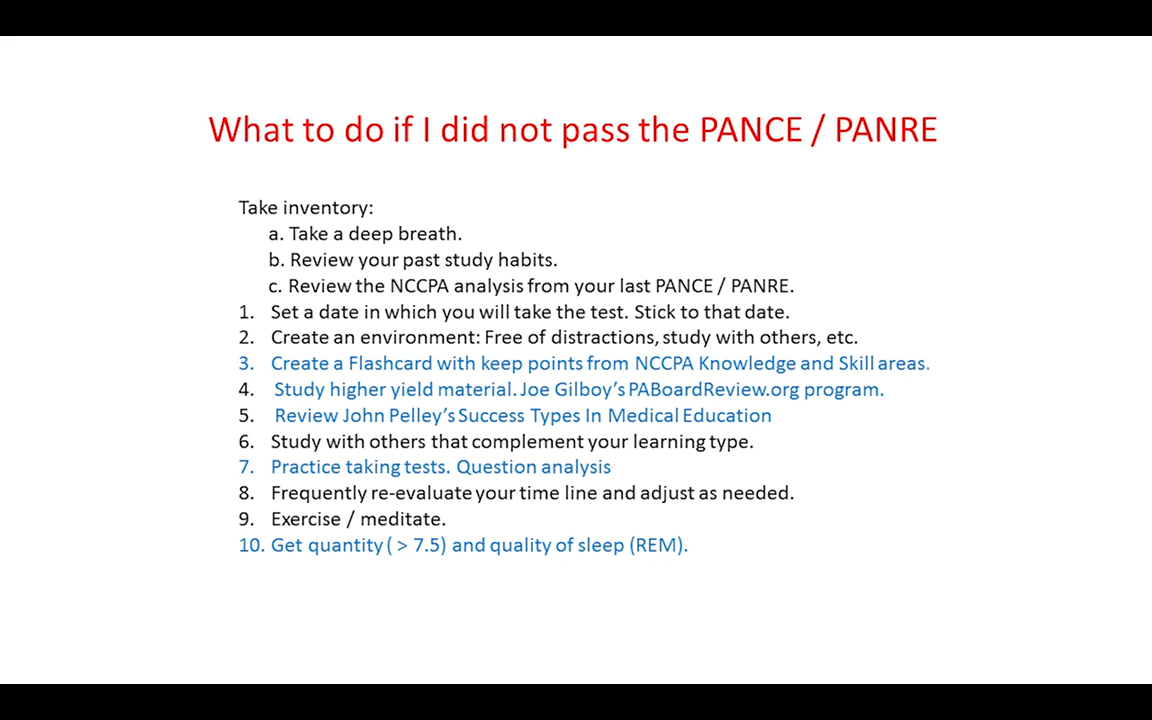 What to do if I did not pass the PANCE / PANRE
Take inventory:
a. Take a deep breath.
b. Review your past study habits.
c. Review the NCCPA analysis from your last PANCE / PANRE.
1. Set a date in which you will take the test. Stick to that date.
2. Create an environment: Free of distractions, study with others, etc.
3. Create a Flashcard with keep points from NCCPA Knowledge and Skill areas.
4. Study higher yield material. Joe Gilboy's PABoardReview.org program.
5. Review John Pelley's Success Types In Medical Education
6. Study with others that complement your learning type.
7. Practice taking tests. Question analysis
8. Frequently re-evaluate your time line and adjust as needed.
9. Exercise / meditate.
10. Get quantity ( > 7.5) and quality of sleep (REM).